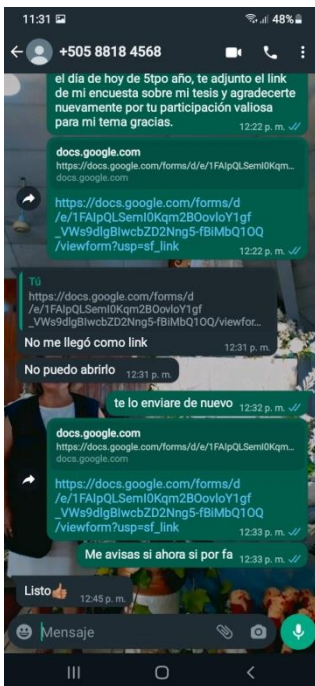 11:31
48%
+505 8818 4568
el día de hoy de 5tpo año, te adjunto el link
de mi encuesta sobre mi tesis y agradecerte
nuevamente por tu participación valiosa
para mi tema gracias.
12:22 p. m.
docs.google.com
https://docs.google.com/forms/d/e/1FAIpQLSemI0Kqm...
docs.google.com
https://docs.google.com/forms/d
/e/1FAIpQLSemI0Kqm2BOovloY1gf
_VWs9dlgBIwcbZD2Nng5-fBiMbQ1OQ
/viewform?usp=sf_link
12:22 p. m.
Tú
https://docs.google.com/forms/d
/e/1FAIpQLSemI0Kqm2BOovloY1gf
_VWs9dlgBIwcbZD2Nng5-fBiMbQ1OQ/viewfor...
No me llegó como link
12:31 p. m.
No puedo abrirlo
12:31 p. m.
te lo enviare de nuevo
12:32 p. m.
docs.google.com
https://docs.google.com/forms/d/e/1FAIpQLSemI0Kqm...
docs.google.com
https://docs.google.com/forms/d
/e/1FAIpQLSemI0Kqm2BOovloY1gf
_VWs9dlgBIwcbZD2Nng5-fBiMbQ1OQ
/viewform?usp=sf_link
12:33 p. m.
Me avisas si ahora si por fa
12:33 p. m.
Listo👍
12:45 p. m.
Mensaje